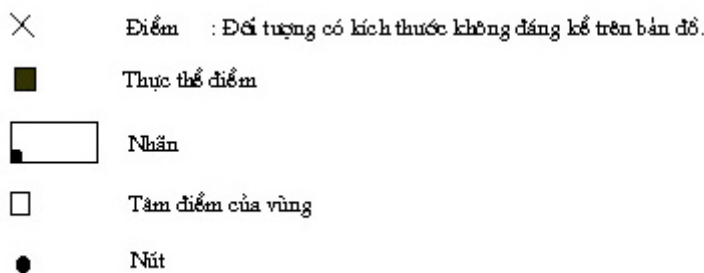 Điểm : Đối tượng có kích thước không đáng kể trên bản đồ.
Thực thể điểm
Nhãn
Tâm điểm của vùng
Nút